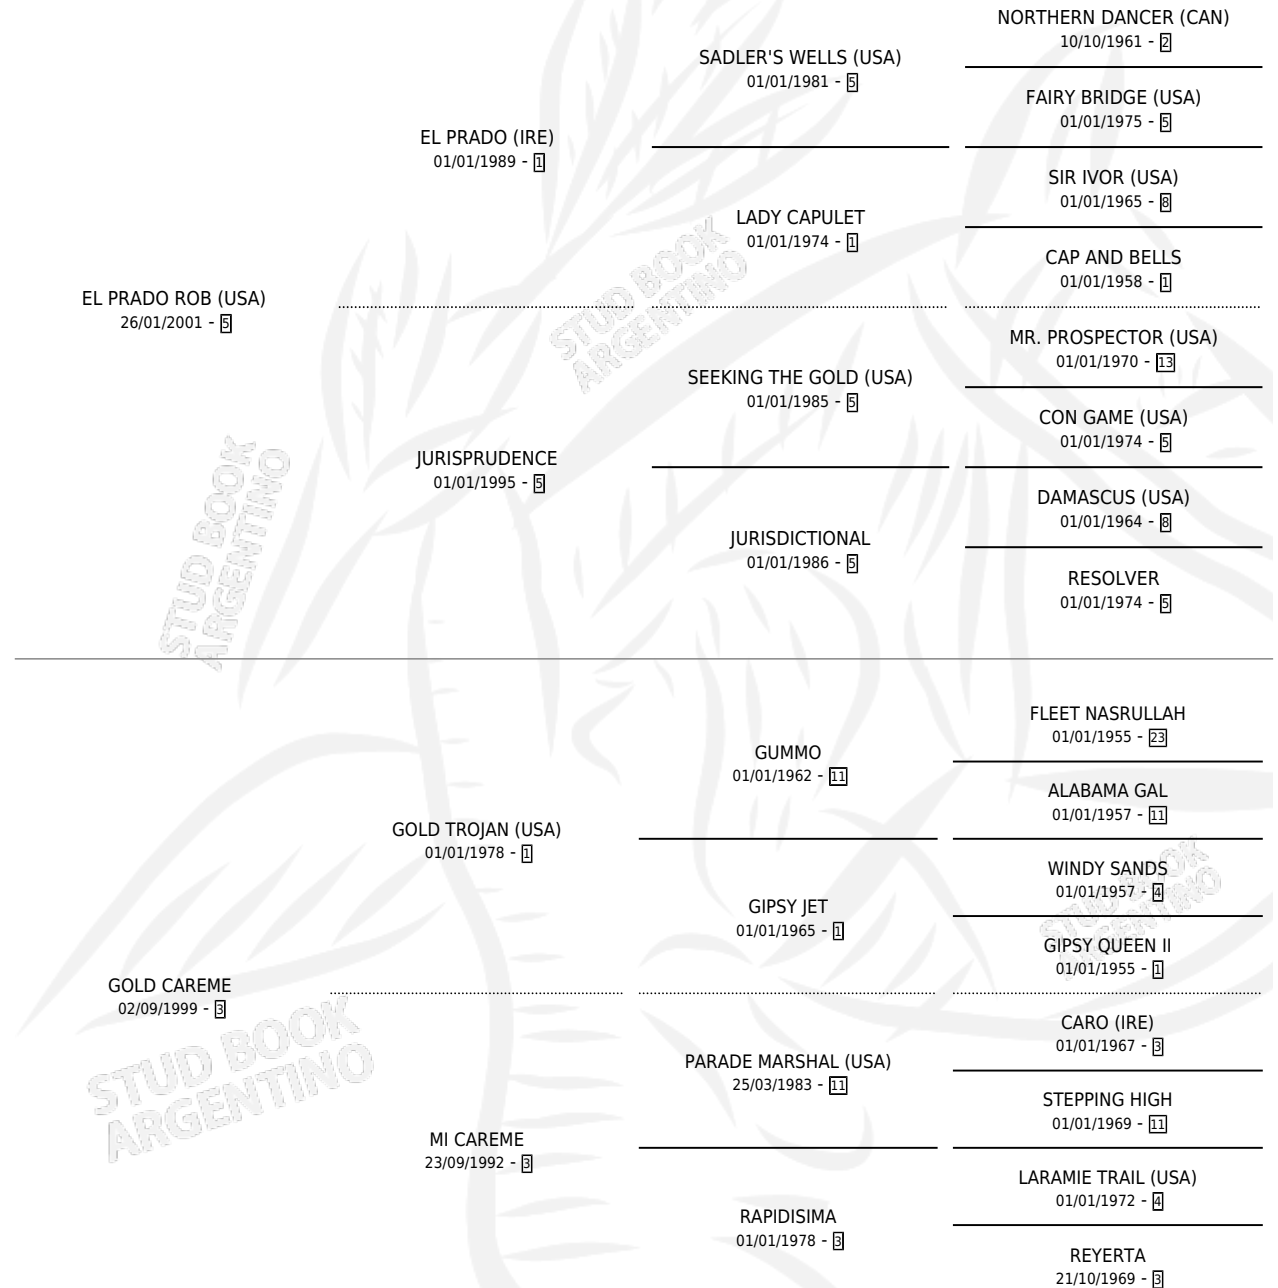 NORTHERN DANCER (CAN)
10/10/1961 - 2
SADLER'S WELLS (USA)
01/01/1981 - 5
FAIRY BRIDGE (USA)
01/01/1975 - 5
EL PRADO (IRE)
01/01/1989 - 1
SIR IVOR (USA)
01/01/1965 - 8
LADY CAPULET
01/01/1974 - 1
CAP AND BELLS
01/01/1958 - 1
EL PRADO ROB (USA)
26/01/2001 - 5
MR. PROSPECTOR (USA)
01/01/1970 - 13
SEEKING THE GOLD (USA)
01/01/1985 - 5
CON GAME (USA)
01/01/1974 - 5
JURISPRUDENCE
01/01/1995 - 5
DAMASCUS (USA)
01/01/1964 - 8
JURISDICTIONAL
01/01/1986 - 5
RESOLVER
01/01/1974 - 5
STUD BOOK
ARGENTINO
STUD BOOK
ARGENTINO
FLEET NASRULLAH
01/01/1955 - 23
GUMMO
01/01/1962 - 11
ALABAMA GAL
01/01/1957 - 11
GOLD TROJAN (USA)
01/01/1978 - 1
WINDY SANDS
01/01/1957 - 4
GIPSY JET
01/01/1965 - 1
GIPSY QUEEN II
01/01/1955 - 1
GOLD CAREME
02/09/1999 - 3
CARO (IRE)
01/01/1967 - 3
PARADE MARSHAL (USA)
25/03/1983 - 11
STEPPING HIGH
01/01/1969 - 11
MI CAREME
23/09/1992 - 3
LARAMIE TRAIL (USA)
01/01/1972 - 4
RAPIDISIMA
01/01/1978 - 3
REYERTA
21/10/1969 - 3
STUD BOOK
ARGENTINO
STUD BOOK
ARGENTINO